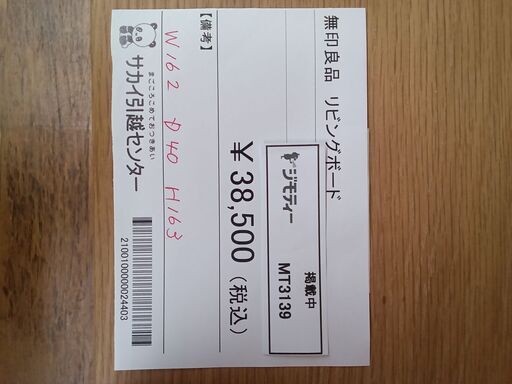 無印良品 リビングボード
ジモティー
掲載中
MT3139
¥38,500(税込)
【備考】
W162 D40 H163
まごころこめておつきあい
サカイ引越センター
2100100000024403